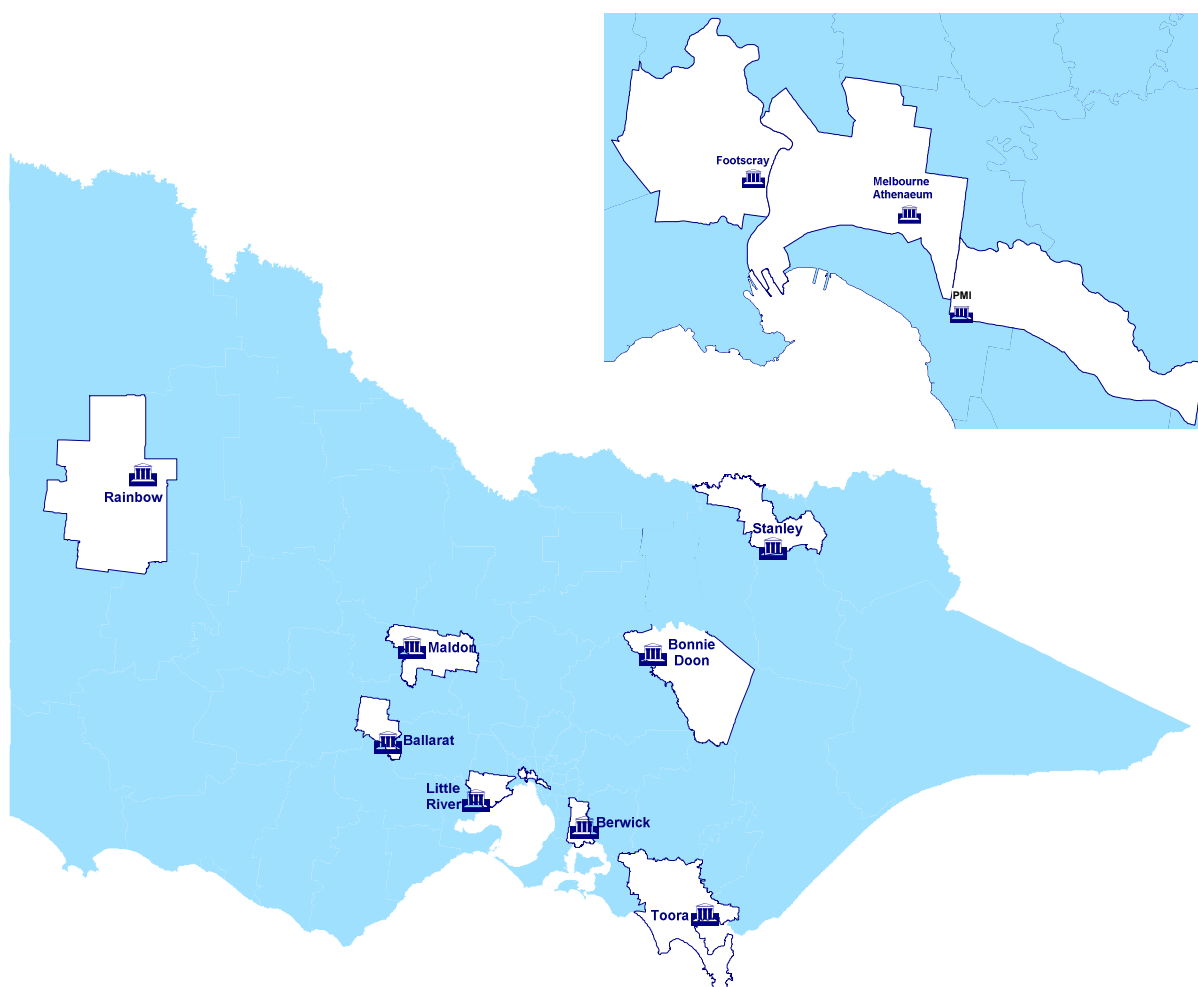 Footscray
Melbourne
Athenaeum
PMI
Rainbow
Stanley
Maldon
Bonnie
Doon
Ballarat
Little
River
Berwick
Toora